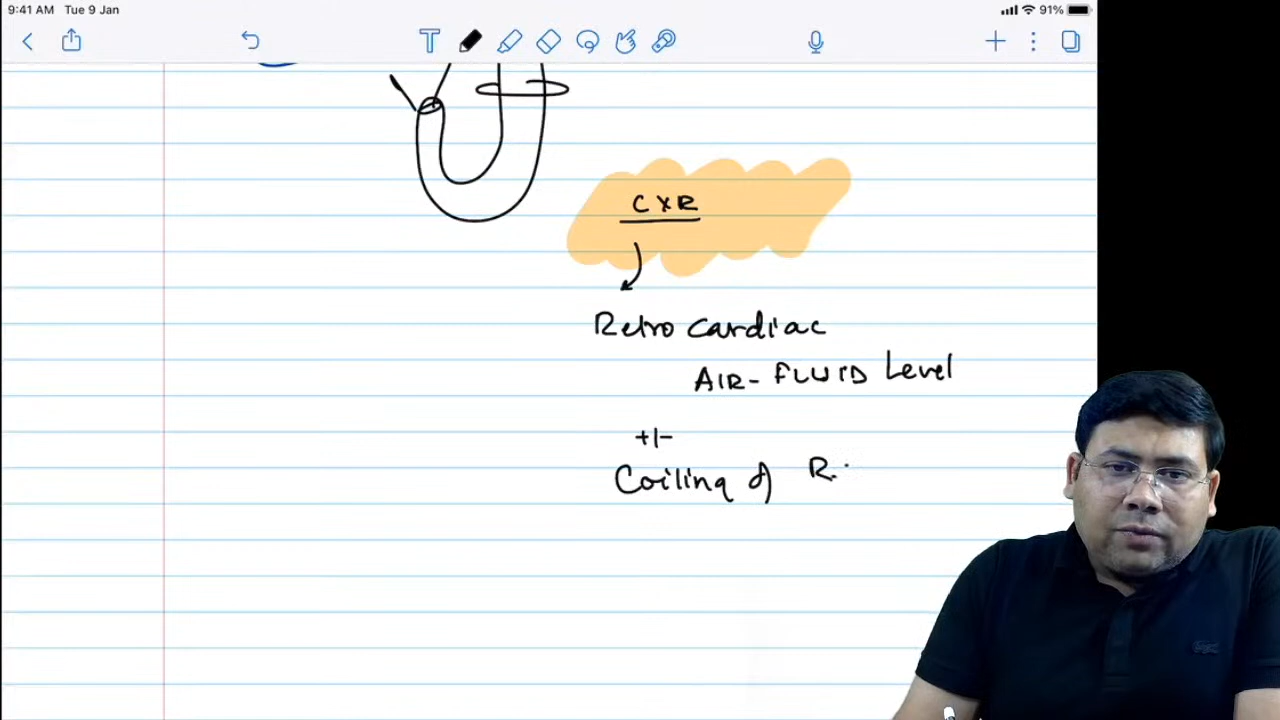 9:41 AM Tue 9 Jan 91%
CXR
Retro cardiac
AIR-FLUID Level
+/-
Coiling of R.